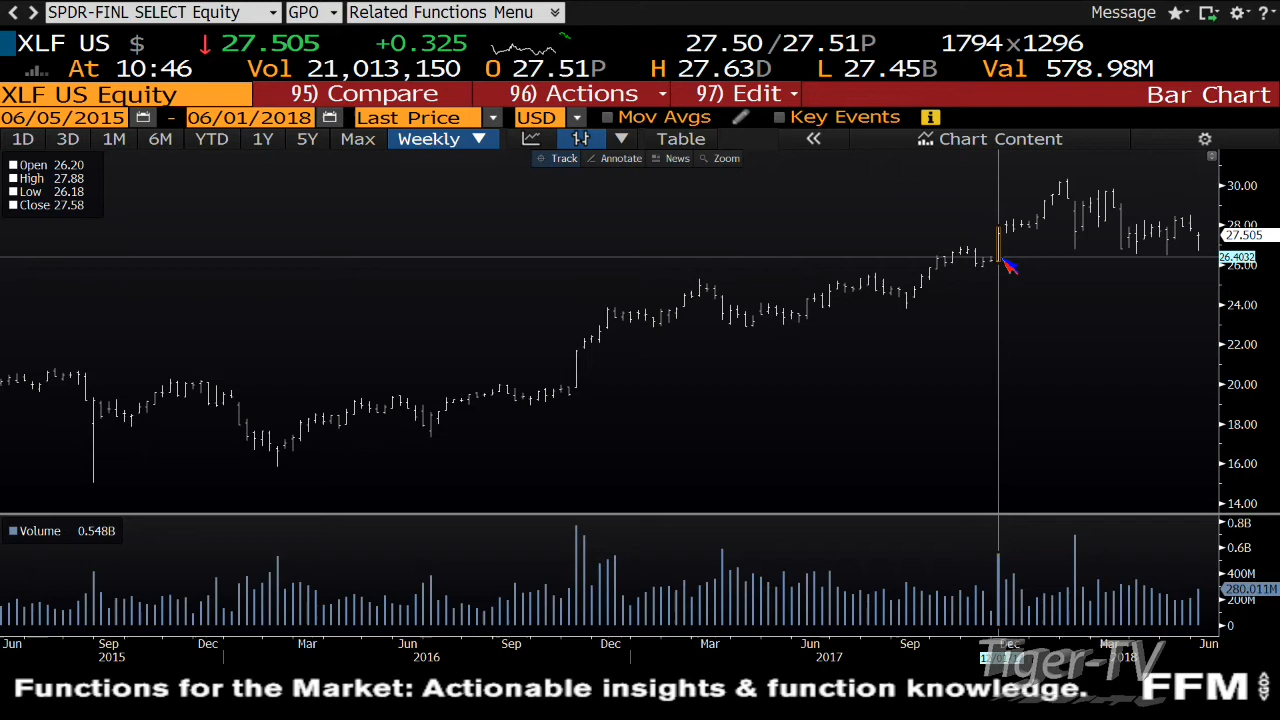 SPDR-FINL SELECT Equity GPO Related Functions Menu Message ?
XLF US $ ↓ 27.505 +0.325 27.50/27.51P 1794x1296
At 10:46 Vol 21,013,150 O 27.51P H 27.63D L 27.45B Val 578.98M
XLF US Equity 95) Compare 96) Actions 97) Edit Bar Chart
06/05/2015 - 06/01/2018 Last Price USD Mov Avgs Key Events i
1D 3D 1M 6M YTD 1Y 5Y Max Weekly Table « Chart Content
Track Annotate News Zoom
Open 26.20
High 27.88
Low 26.18
Close 27.58
30.00
28.00
27.505
26.4032
26.00
24.00
22.00
20.00
18.00
16.00
14.00
Volume 0.548B
0.8B
0.6B
400M
280.011M
200M
0
Jun Sep Dec Mar Jun Sep Dec Mar Jun Sep Dec Mar Jun
2015 2016 2017 2018
Tiger-TV
Functions for the Market: Actionable insights & function knowledge. FFM